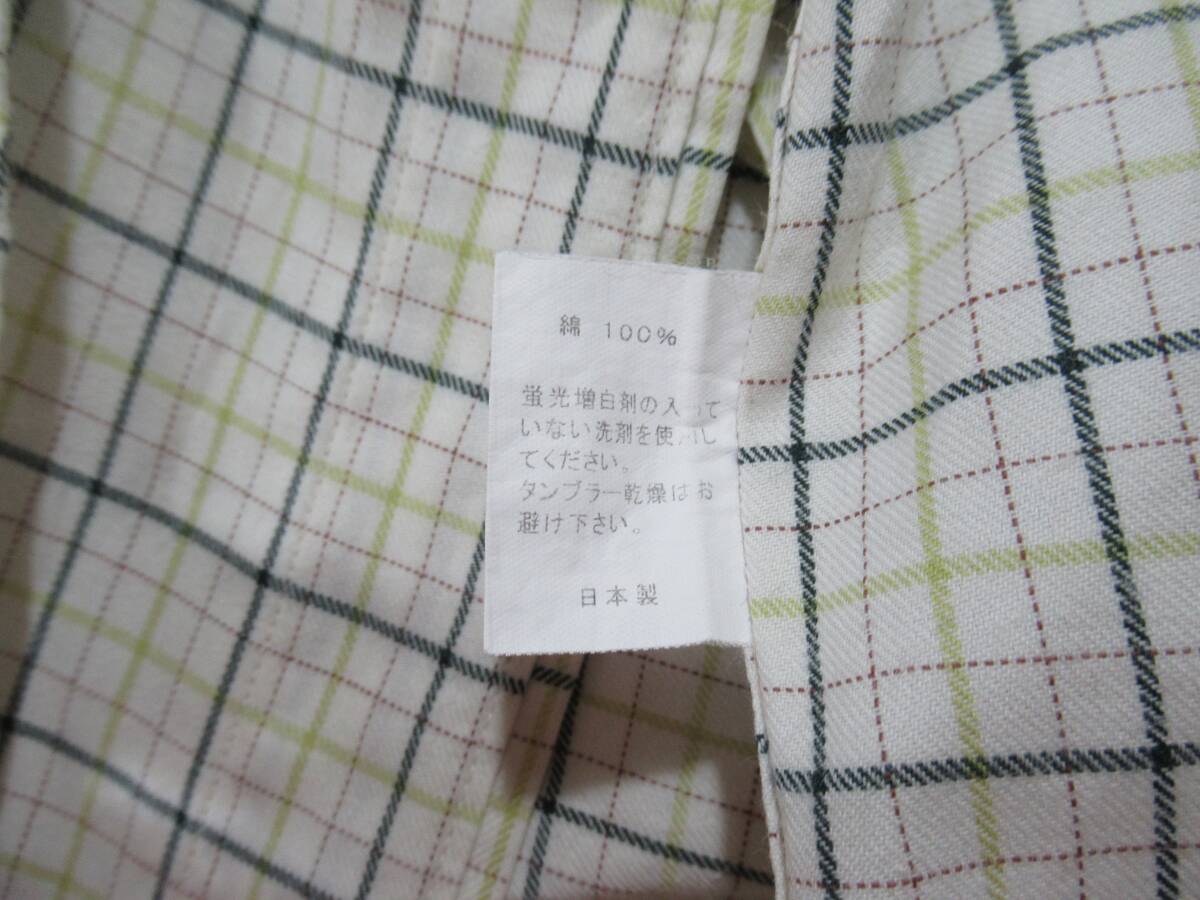 綿 100%
蛍光増白剤の入って
いない洗剤を使用し
てください。
タンブラー乾燥はお
避け下さい。
日本製